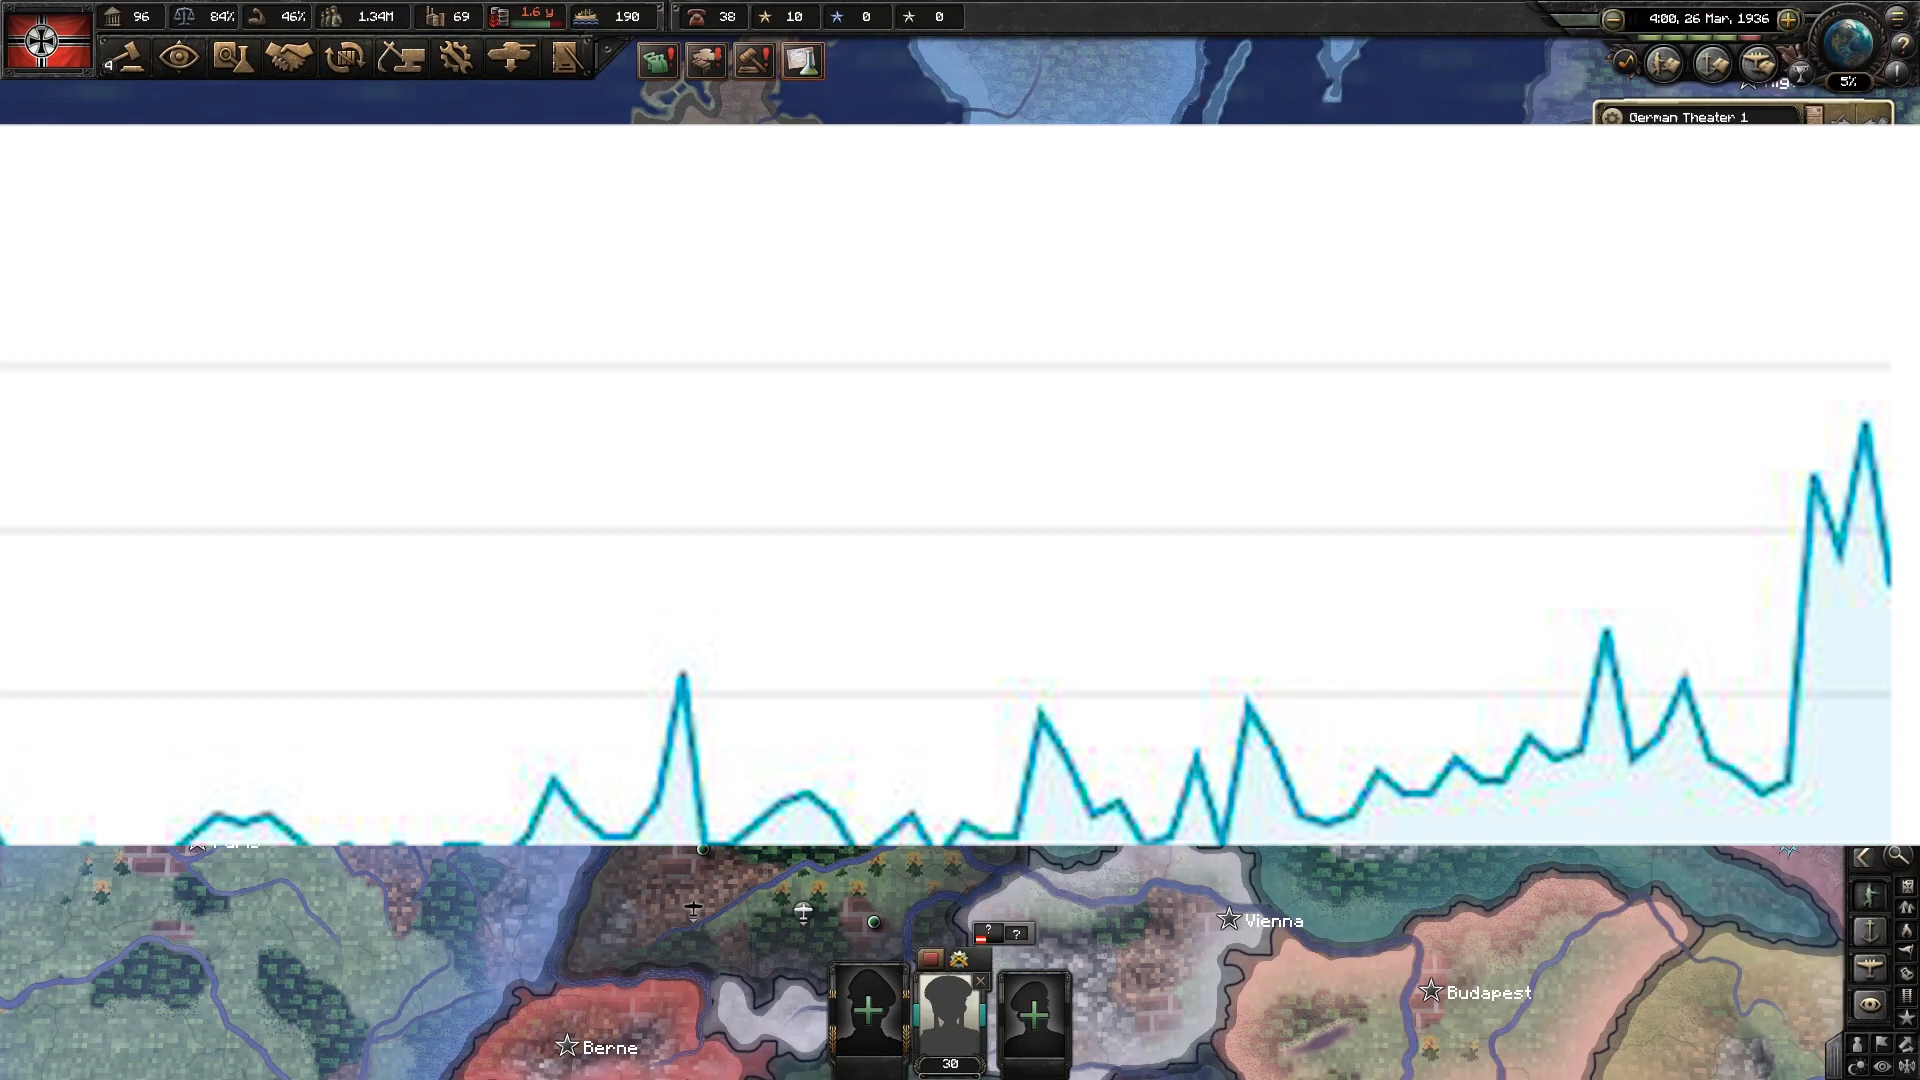 96 84% 46% 1.34M 69 1.6 y 190 38 10 0 0
4:00, 26 Mar, 1936
4
5%
German Theater 1
Vienna
Budapest
Berne
30